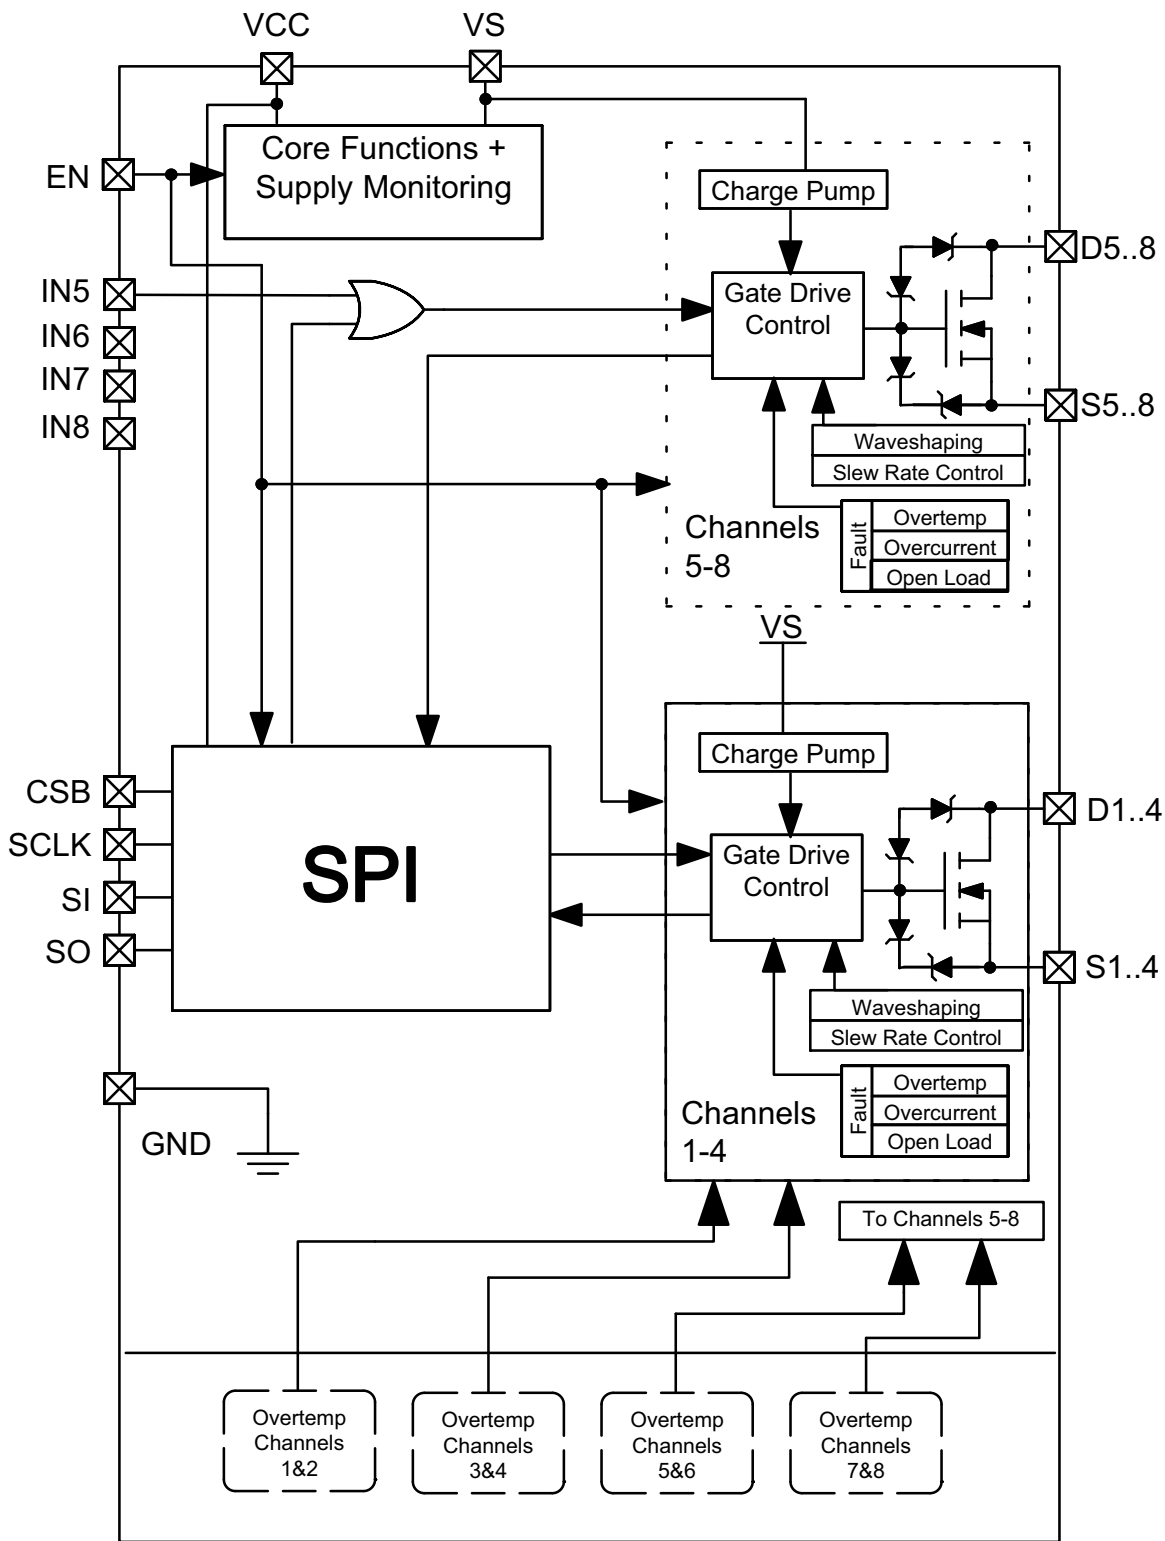 VCC
VS
Core Functions +
Supply Monitoring
EN
Charge Pump
D5..8
IN5
Gate Drive
Control
IN6
IN7
IN8
S5..8
Waveshaping
Slew Rate Control
Channels
5-8
Fault
Overtemp
Overcurrent
Open Load
VS
Charge Pump
CSB
SCLK
SI
SO
SPI
Gate Drive
Control
D1..4
S1..4
Waveshaping
Slew Rate Control
Channels
1-4
Fault
Overtemp
Overcurrent
Open Load
GND
To Channels 5-8
Overtemp
Channels
1&2
Overtemp
Channels
3&4
Overtemp
Channels
5&6
Overtemp
Channels
7&8